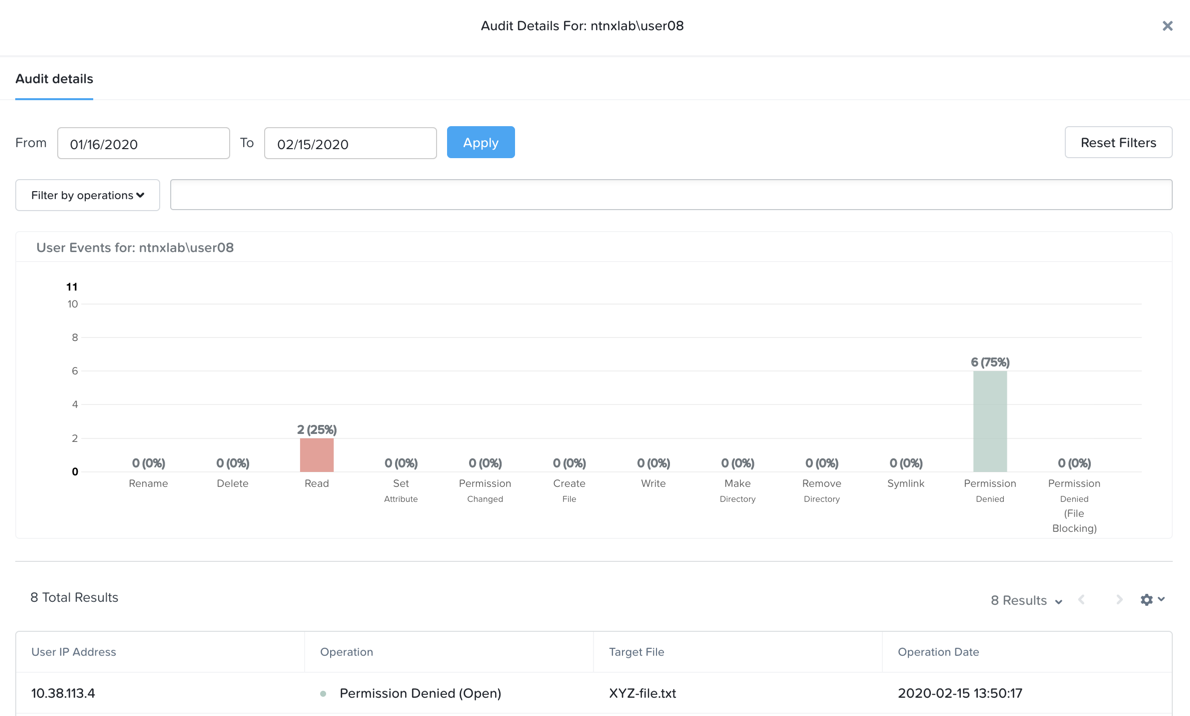 Audit Details For: ntnxlab\user08
Audit details
From 01/16/2020 To 02/15/2020 Apply Reset Filters
Filter by operations
User Events for: ntnxlab\user08
11
10
8
6
4
2
0
0 (0%) 0 (0%) 2 (25%) 0 (0%) 0 (0%) 0 (0%) 0 (0%) 0 (0%) 0 (0%) 0 (0%) 6 (75%) 0 (0%)
Rename Delete Read Set Permission Create Write Make Remove Symlink Permission Permission
Attribute Changed File Directory Directory Denied Denied
(File
Blocking)
8 Total Results 8 Results
User IP Address Operation Target File Operation Date
10.38.113.4 Permission Denied (Open) XYZ-file.txt 2020-02-15 13:50:17